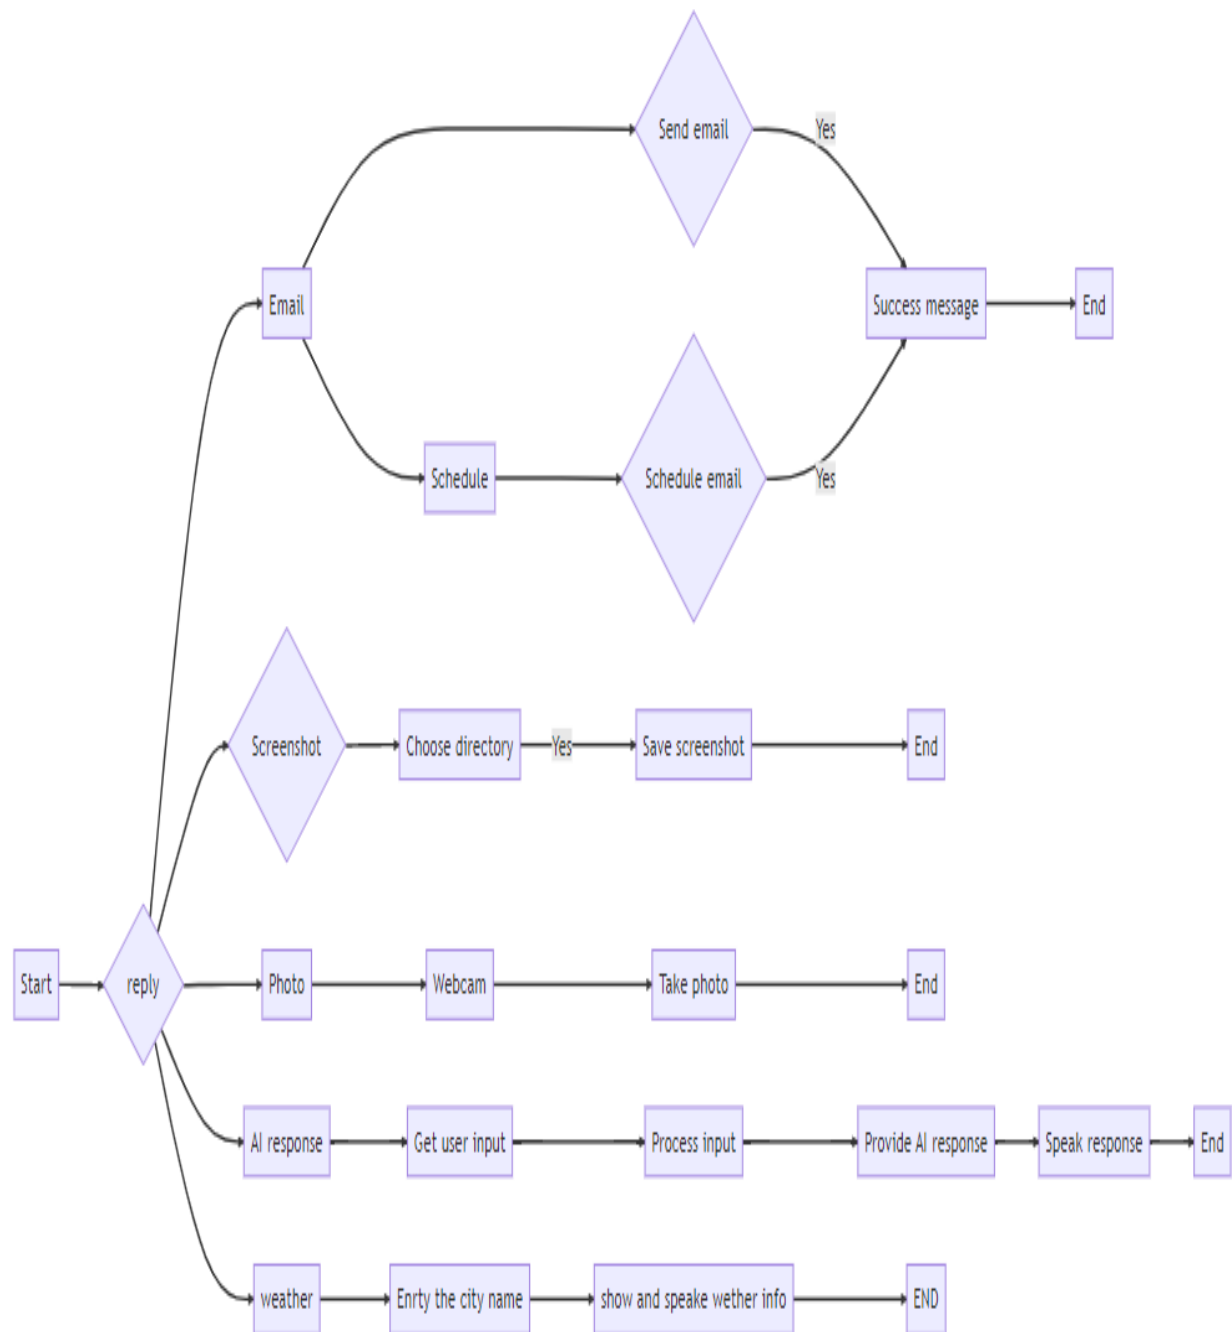 Send email
Yes
Email
Success message
End
Schedule
Schedule email
Yes
Screenshot
Choose directory
Yes
Save screenshot
End
Start
reply
Photo
Webcam
Take photo
End
AI response
Get user input
Process input
Provide AI response
Speak response
End
weather
Enrty the city name
show and speake wether info
END